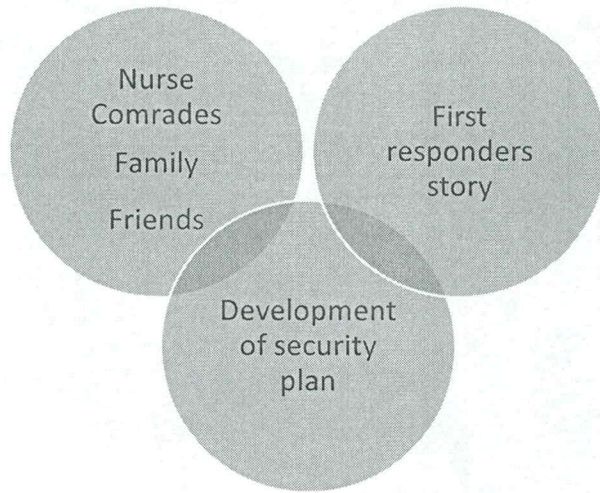 Nurse
Comrades
Family
Friends
First
responders
story
Development
of security
plan